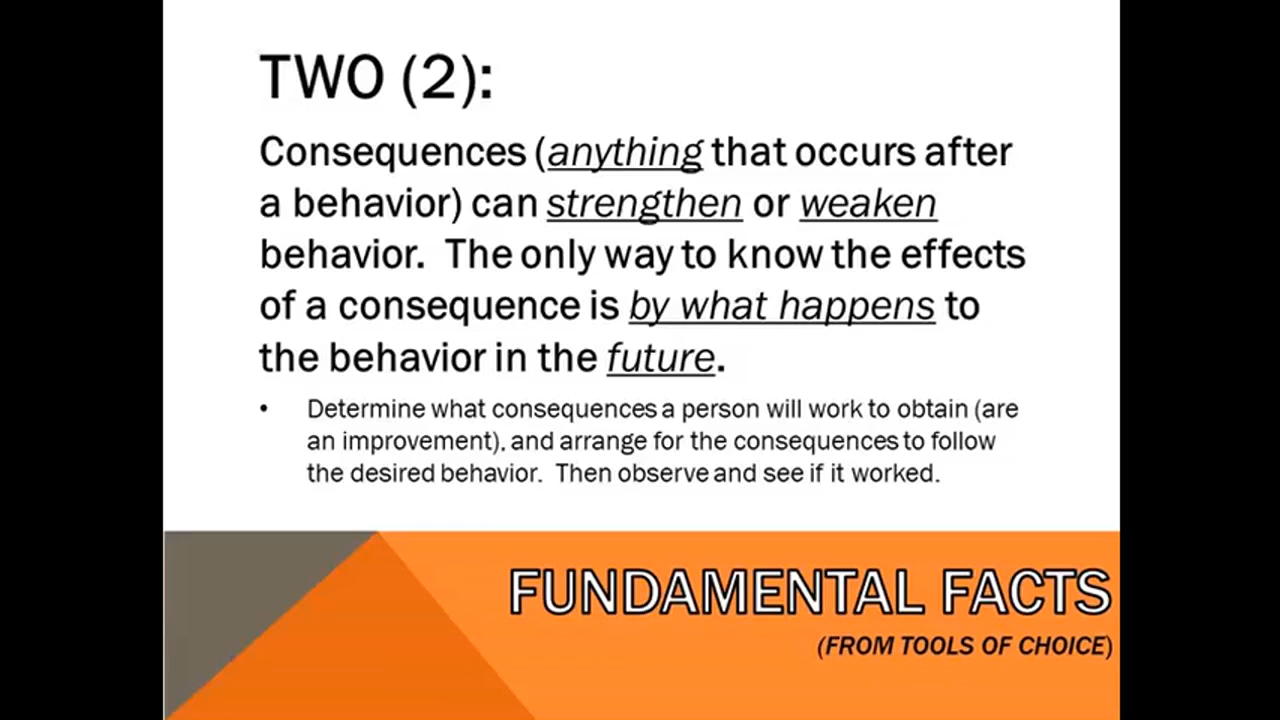 TWO (2):
Consequences (anything that occurs after
a behavior) can strengthen or weaken
behavior.  The only way to know the effects
of a consequence is by what happens to
the behavior in the future.
• Determine what consequences a person will work to obtain (are
an improvement), and arrange for the consequences to follow
the desired behavior.  Then observe and see if it worked.
FUNDAMENTAL FACTS
(FROM TOOLS OF CHOICE)